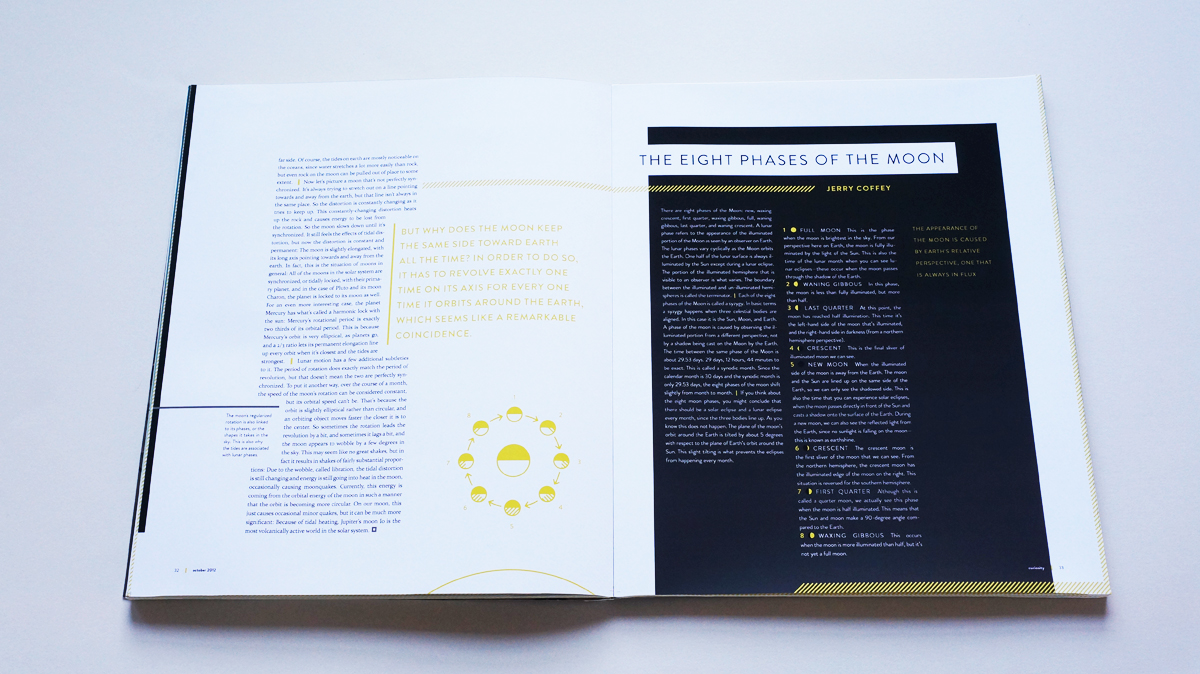 far side. Of course, the tides on earth are mostly noticeable in
the oceans, since water stretches a lot more easily than rock,
but even rock on the moon can be pulled out of place to some
extent. | Now let's picture a moon that's not perfectly syn-
chronized. It's always trying to stretch out on a line pointing
towards and away from the earth, but that line isn't always in
the same place. So the distortion is constantly changing as it
tries to keep up. This constantly-changing distortion heats
up the rock and causes energy to be lost from
the rotation. So the moon slows down until it's
synchronized. It still feels the effects of tidal dis-
tortion, but now the distortion is constant and
permanent. The moon is slightly elongated, with
its long axis pointing towards and away from the
earth. In fact, this is the situation of moons in
general. All of the moons in the solar system are
synchronized, or tidally locked, with their prima-
ry planet, and in the case of Pluto and its moon
Charon, the planet is locked to its moon as well.
For an even more interesting case, the planet
Mercury has what's called a harmonic lock with
the sun. Mercury's rotational period is exactly
two thirds of its orbital period. This is because
Mercury's orbit is very elliptical, as planets go,
and a 2/3 ratio lets its permanent elongation line
up every orbit when it's closest and the tides are
strongest. | Lunar motion has a few additional subtleties
to it. The period of rotation does exactly match the period of
revolution, but that doesn't mean the two are perfectly syn-
chronized. To put it another way, over the course of a month,
the speed of the moon's rotation can be considered constant,
but its orbital speed can't be. That's because the
orbit is slightly elliptical rather than circular, and
an orbiting object moves faster the closer it is to
the center. So sometimes the rotation leads the
revolution by a bit, and sometimes it lags a bit, and
the moon appears to wobble by a few degrees in
the sky. This may seem like no great shakes, but in
fact it results in shakes of fairly substantial propor-
tions: Due to the wobble, called libration, the tidal distortion
is still changing and energy is still going into heat in the moon,
occasionally causing moonquakes. Currently, this energy is
coming from the orbital energy of the moon in such a manner
that the orbit is becoming more circular. On our moon, this
just causes occasional minor quakes, but it can be much more
significant: Because of tidal heating, Jupiter's moon Io is the
most volcanically active world in the solar system.
The moons regularized
rotation is also linked
to its phases, or the
shapes it takes in the
sky. This is also why
the tides are associated
with lunar phases.
BUT WHY DOES THE MOON KEEP
THE SAME SIDE TOWARD EARTH
ALL THE TIME? IN ORDER TO DO SO,
IT HAS TO REVOLVE EXACTLY ONE
TIME ON ITS AXIS FOR EVERY ONE
TIME IT ORBITS AROUND THE EARTH,
WHICH SEEMS LIKE A REMARKABLE
COINCIDENCE.
32 | october 2012
THE EIGHT PHASES OF THE MOON
JERRY COFFEY
There are eight phases of the Moon: new, waxing
crescent, first quarter, waxing gibbous, full, waning
gibbous, last quarter, and waning crescent. A lunar
phase refers to the appearance of the illuminated
portion of the Moon as seen by an observer on Earth.
The lunar phases vary cyclically as the Moon orbits
the Earth. One half of the lunar surface is always il-
luminated by the Sun except during a lunar eclipse.
The portion of the illuminated hemisphere that is
visible to an observer is what varies. The boundary
between the illuminated and un-illuminated hemi-
spheres is called the terminator. | Each of the eight
phases of the Moon is called a syzygy. In basic terms
a syzygy happens when three celestial bodies are
aligned. In this case it is the Sun, Moon, and Earth.
A phase of the moon is caused by observing the il-
luminated portion from a different perspective, not
by a shadow being cast on the Moon by the Earth.
The time between the same phase of the Moon is
about 29.53 days, 29 days, 12 hours, 44 minutes to
be exact. This is called a synodic month. Since the
calendar month is 30 days and the synodic month is
only 29.53 days, the eight phases of the moon shift
slightly from month to month. | If you think about
the eight moon phases, you might conclude that
there should be a solar eclipse and a lunar eclipse
every month, since the three bodies line up. As you
know this does not happen. The plane of the moon's
orbit around the Earth is tilted by about 5 degrees
with respect to the plane of Earth's orbit around the
Sun. This slight tilting is what prevents the eclipses
from happening every month.
1 FULL MOON This is the phase
when the moon is brightest in the sky. From our
perspective here on Earth, the moon is fully illu-
minated by the light of the Sun. This is also the
time of the lunar month when you can see lu-
nar eclipses - these occur when the moon passes
through the shadow of the Earth.
2 WANING GIBBOUS In this phase,
the moon is less than fully illuminated, but more
than half.
3 LAST QUARTER At this point, the
moon has reached half illumination. This time it's
the left-hand side of the moon that's illuminated,
and the right-hand side in darkness (from a northern
hemisphere perspective).
4 CRESCENT This is the final sliver of
illuminated moon we can see.
5 NEW MOON When the illuminated
side of the moon is away from the Earth. The moon
and the Sun are lined up on the same side of the
Earth, so we can only see the shadowed side. This is
also the time that you can experience solar eclipses,
when the moon passes directly in front of the Sun and
casts a shadow onto the surface of the Earth. During
a new moon, we can also see the reflected light from
the Earth, since no sunlight is falling on the moon -
this is known as earthshine.
6 CRESCENT The crescent moon is
the first sliver of the moon that we can see. From
the northern hemisphere, the crescent moon has
the illuminated edge of the moon on the right. This
situation is reversed for the southern hemisphere.
7 FIRST QUARTER Although this is
called a quarter moon, we actually see this phase
when the moon is half illuminated. This means that
the Sun and moon make a 90-degree angle com-
pared to the Earth.
8 WAXING GIBBOUS This occurs
when the moon is more illuminated than half, but it's
not yet a full moon.
THE APPEARANCE OF
THE MOON IS CAUSED
BY EARTH'S RELATIVE
PERSPECTIVE, ONE THAT
IS ALWAYS IN FLUX
curiosity